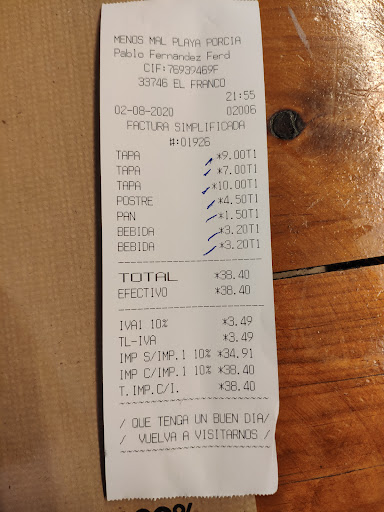 MENOS MAL PLAYA PORCIA
Pablo Fernandez Ferd
CIF:76939469F
33746 EL FRANCO
21:55
02-08-2020 02006
FACTURA SIMPLIFICADA
#:01926
TAPA *9.00T1
TAPA *7.00T1
TAPA *10.00T1
POSTRE *4.50T1
PAN *1.50T1
BEBIDA *3.20T1
BEBIDA *3.20T1
TOTAL *38.40
EFECTIVO *38.40
IVA1 10% *3.49
TL-IVA *3.49
IMP S/IMP.1 10% *34.91
IMP C/IMP.1 10% *38.40
T.IMP.C/I. *38.40
/ QUE TENGA UN BUEN DIA/
/ VUELVA A VISITARNOS /